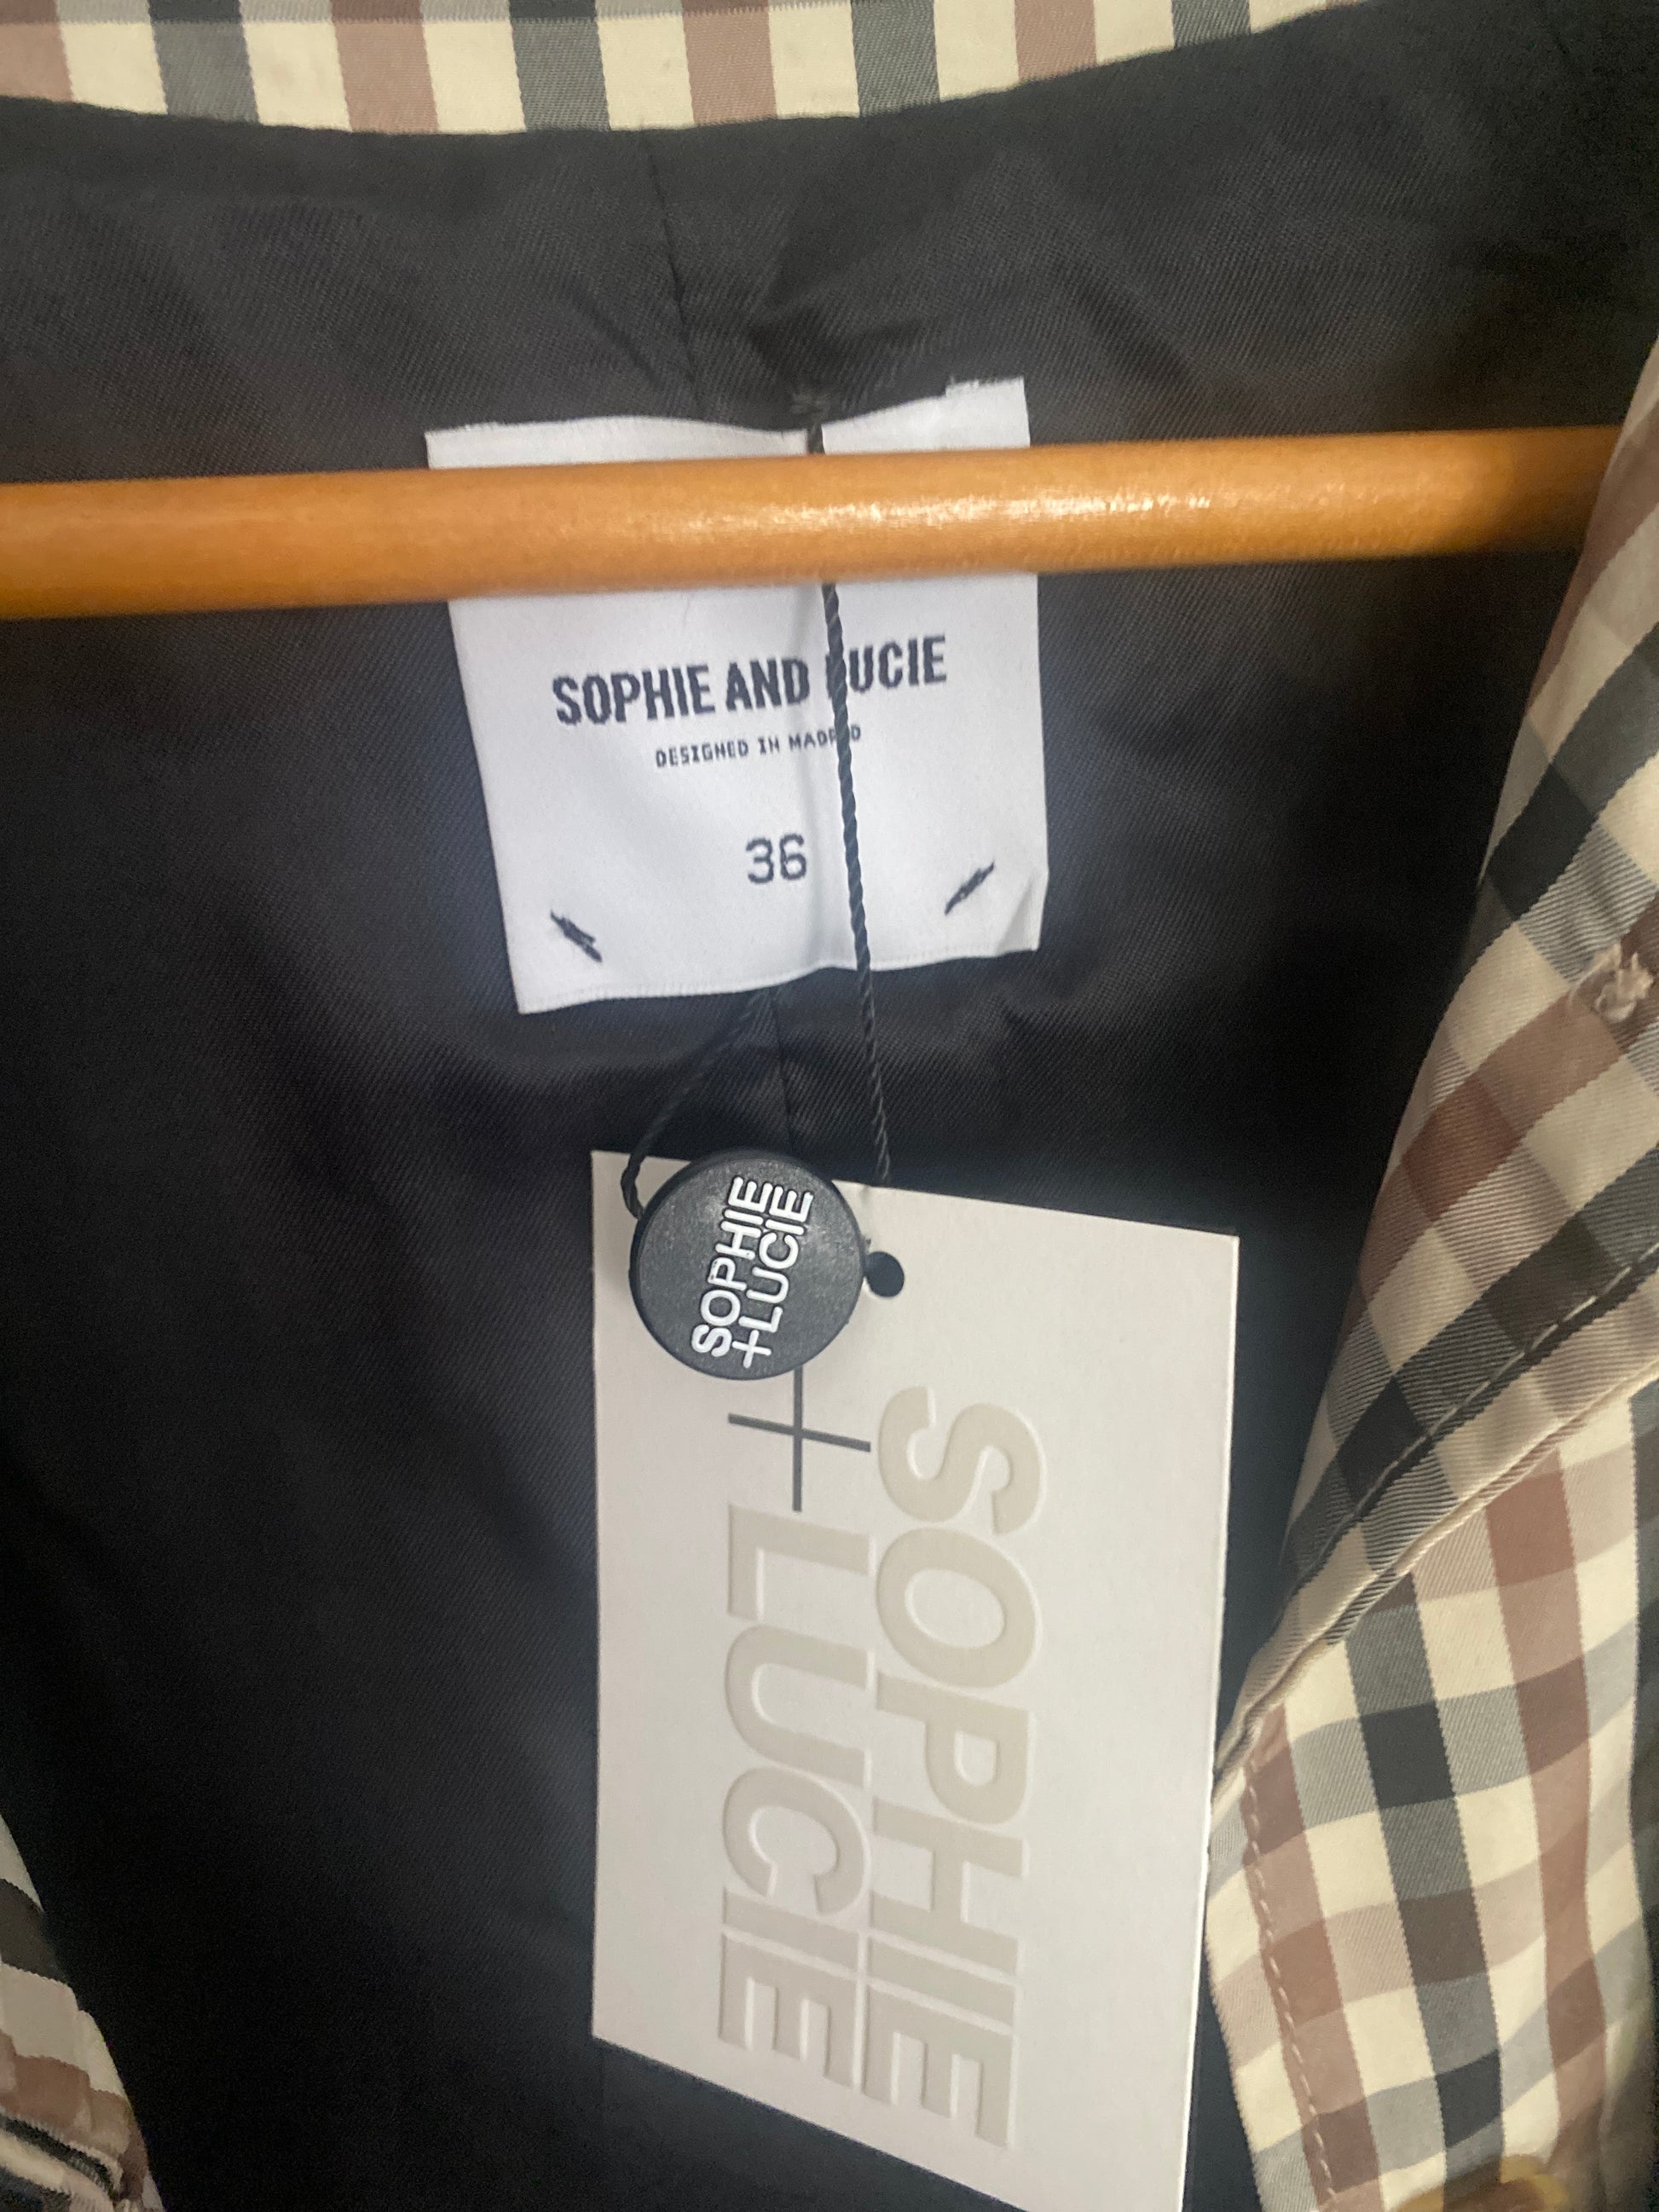 SOPHIE AND LUCIE
DESIGNED IN MADRID
36
SOPHIE
+LUCIE
SOPHIE
+LUCIE